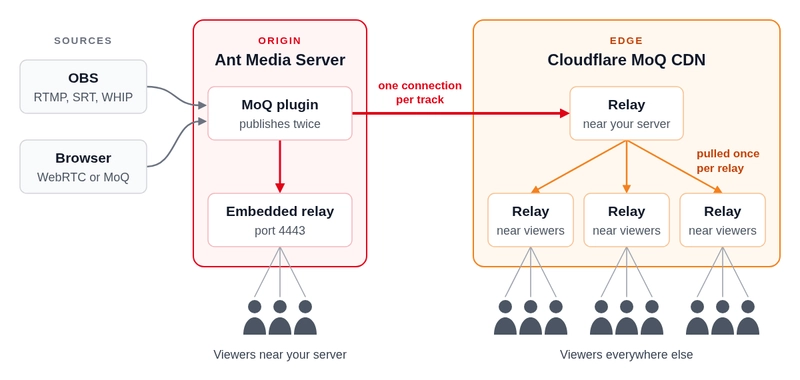 SOURCES
OBS
RTMP, SRT, WHIP
Browser
WebRTC or MoQ
ORIGIN
Ant Media Server
MoQ plugin
publishes twice
Embedded relay
port 4443
Viewers near your server
one connection
per track
EDGE
Cloudflare MoQ CDN
Relay
near your server
pulled once
per relay
Relay
near viewers
Relay
near viewers
Relay
near viewers
Viewers everywhere else